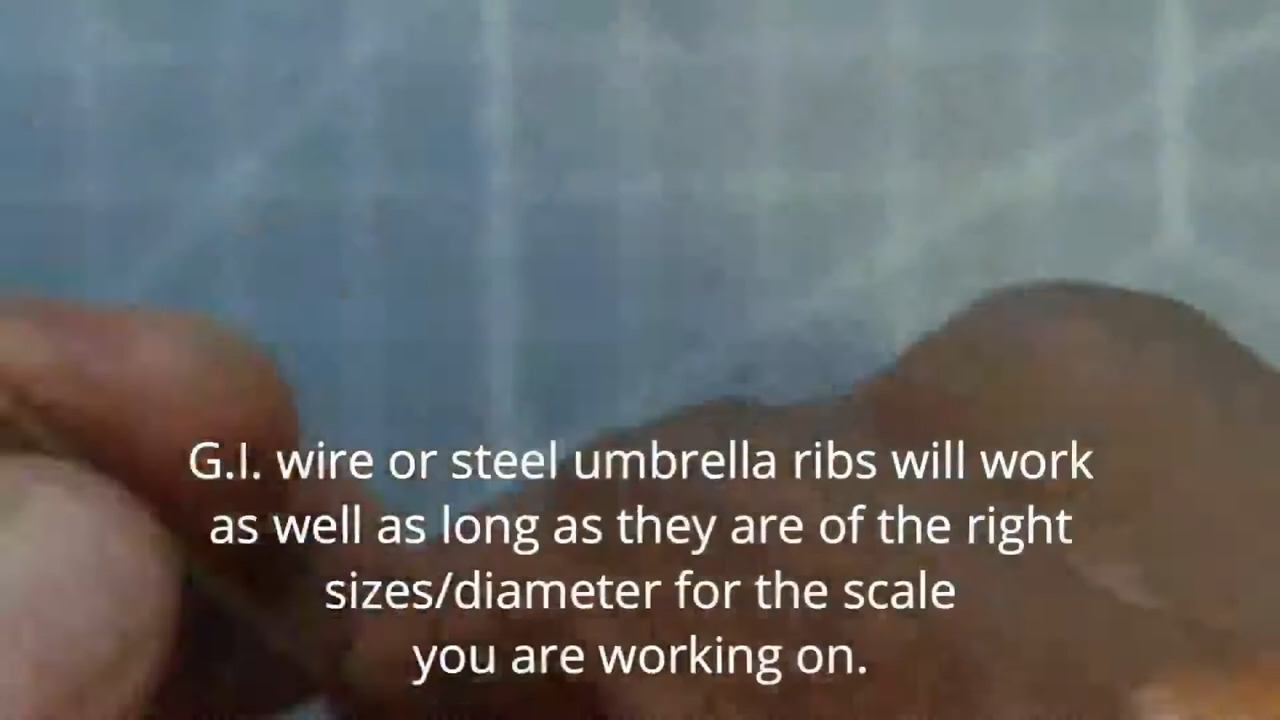 G.I. wire or steel umbrella ribs will work
as well as long as they are of the right
sizes/diameter for the scale
you are working on.